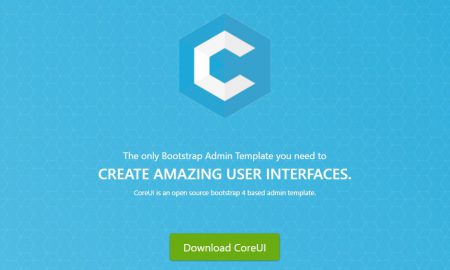 The only Bootstrap Admin Template you need to
CREATE AMAZING USER INTERFACES.
CoreUI is an open source bootstrap 4 based admin template.
Download CoreUI